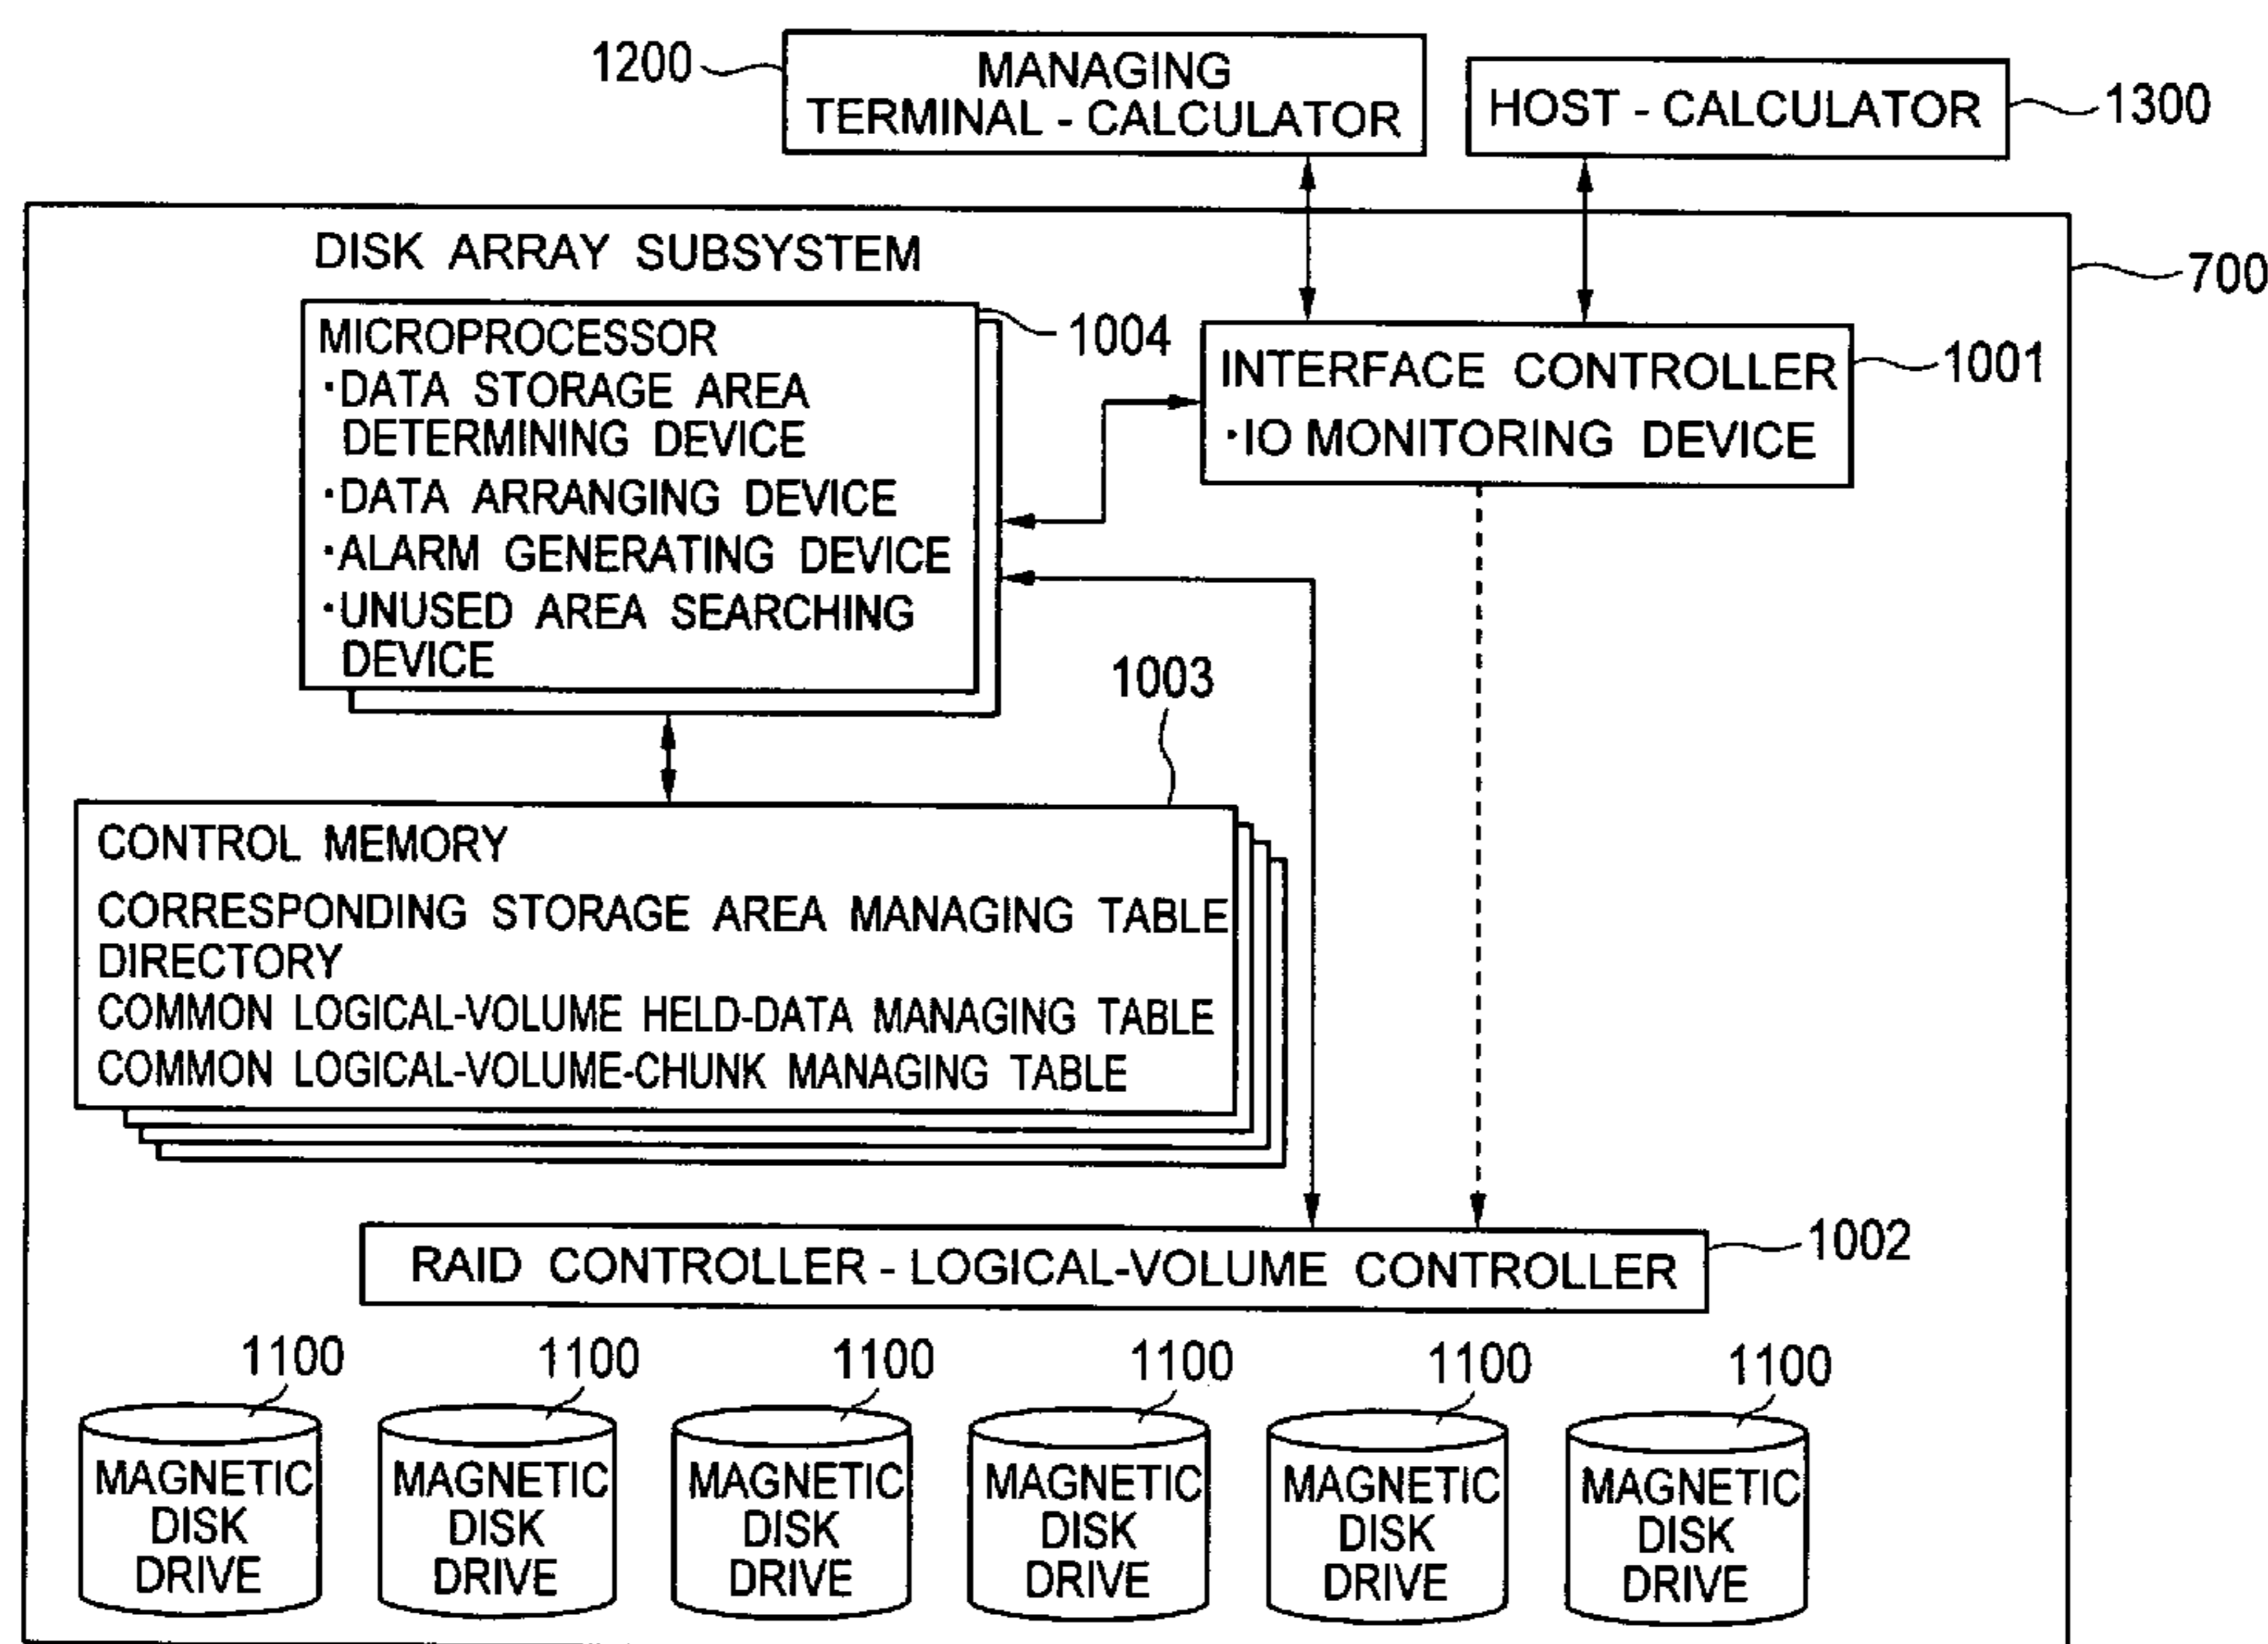 1200
MANAGING
TERMINAL - CALCULATOR
HOST - CALCULATOR
1300
DISK ARRAY SUBSYSTEM
700
MICROPROCESSOR
・DATA STORAGE AREA
DETERMINING DEVICE
・DATA ARRANGING DEVICE
・ALARM GENERATING DEVICE
・UNUSED AREA SEARCHING
DEVICE
1004
INTERFACE CONTROLLER
・IO MONITORING DEVICE
1001
1003
CONTROL MEMORY
CORRESPONDING STORAGE AREA MANAGING TABLE
DIRECTORY
COMMON LOGICAL-VOLUME HELD-DATA MANAGING TABLE
COMMON LOGICAL-VOLUME-CHUNK MANAGING TABLE
RAID CONTROLLER - LOGICAL-VOLUME CONTROLLER
1002
1100
MAGNETIC
DISK
DRIVE
1100
MAGNETIC
DISK
DRIVE
1100
MAGNETIC
DISK
DRIVE
1100
MAGNETIC
DISK
DRIVE
1100
MAGNETIC
DISK
DRIVE
1100
MAGNETIC
DISK
DRIVE